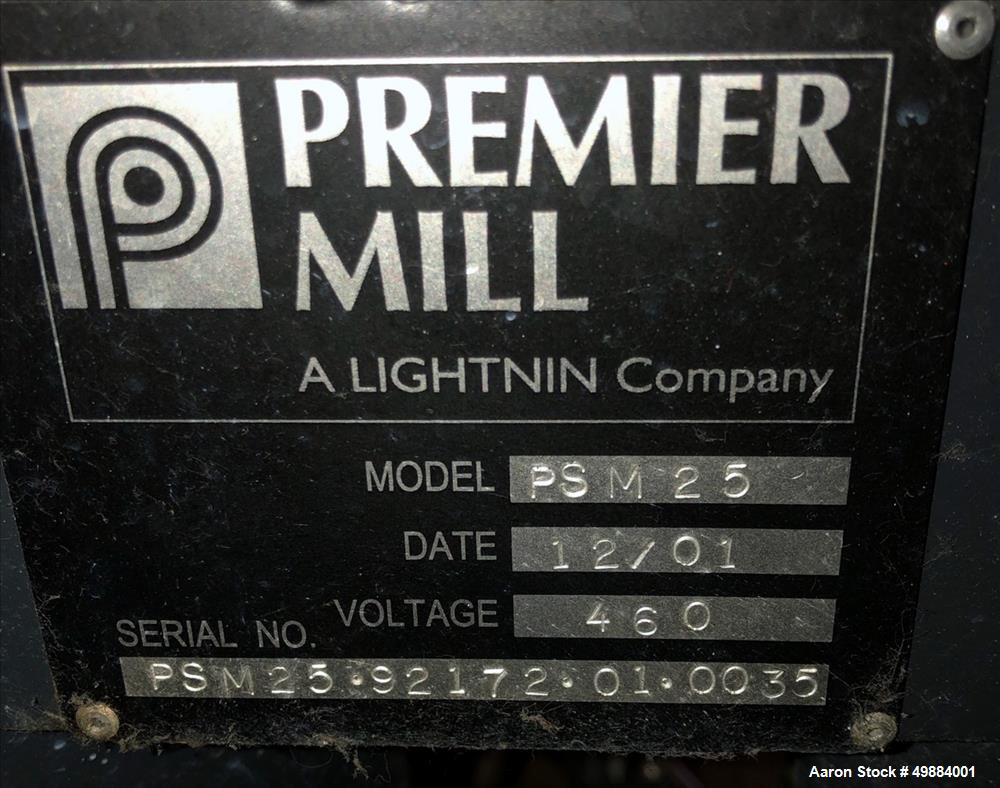 PREMIER
MILL
A LIGHTNIN Company
MODEL PSM 25
DATE 12/01
VOLTAGE 460
SERIAL NO.
PSM25·92172·01·0035
Aaron Stock # 49884001